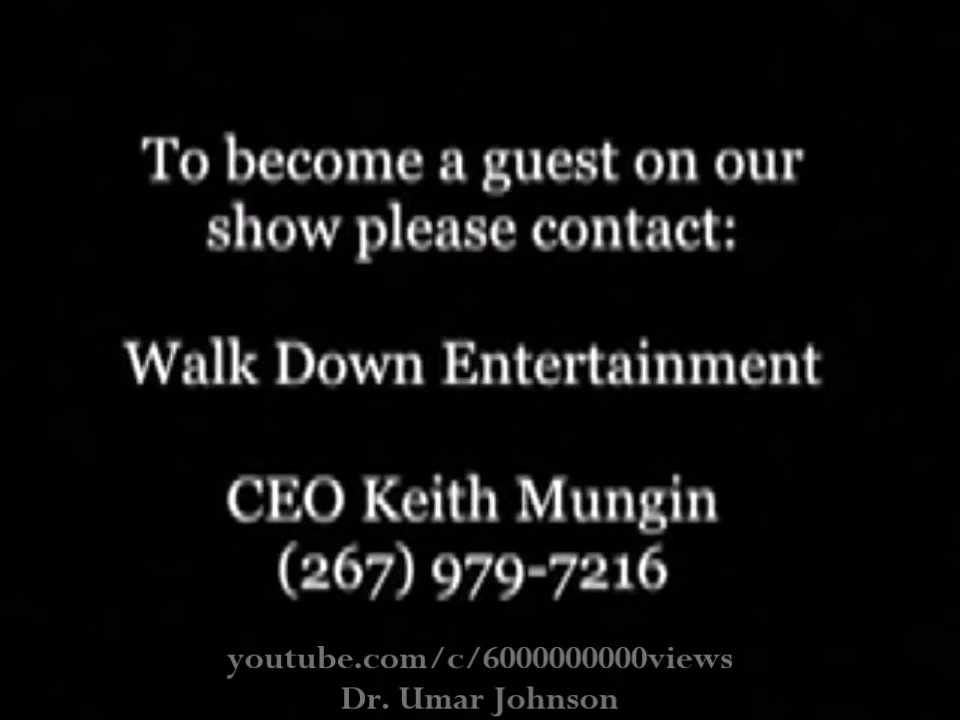 To become a guest on our
show please contact:
Walk Down Entertainment
CEO Keith Mungin
(267) 979-7216
youtube.com/c/6000000000views
Dr. Umar Johnson